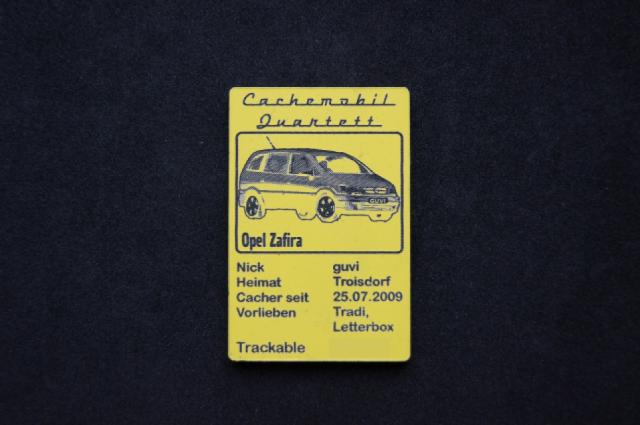 Cachemobil
Quartett
GUVI
Opel Zafira
Nick guvi
Heimat Troisdorf
Cacher seit 25.07.2009
Vorlieben Tradi,
Letterbox
Trackable